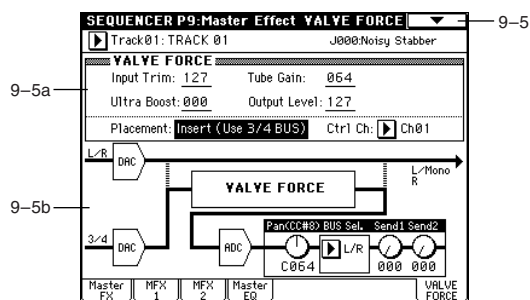 SEQUENCER P9:Master Effect VALVE FORCE
9–5
Track01: TRACK 01
J000:Noisy Stabber
VALVE FORCE
9–5a
Input Trim: 127
Tube Gain: 064
Ultra Boost: 000
Output Level: 127
Placement: Insert (Use 3/4 BUS)
Ctrl Ch: Ch01
L/R
DAC
L/Mono
R
VALVE FORCE
9–5b
3/4
DAC
ADC
Pan(CC#8) BUS Sel. Send1 Send2
L/R
C064
000 000
Master FX
MFX 1
MFX 2
Master EQ
VALVE FORCE